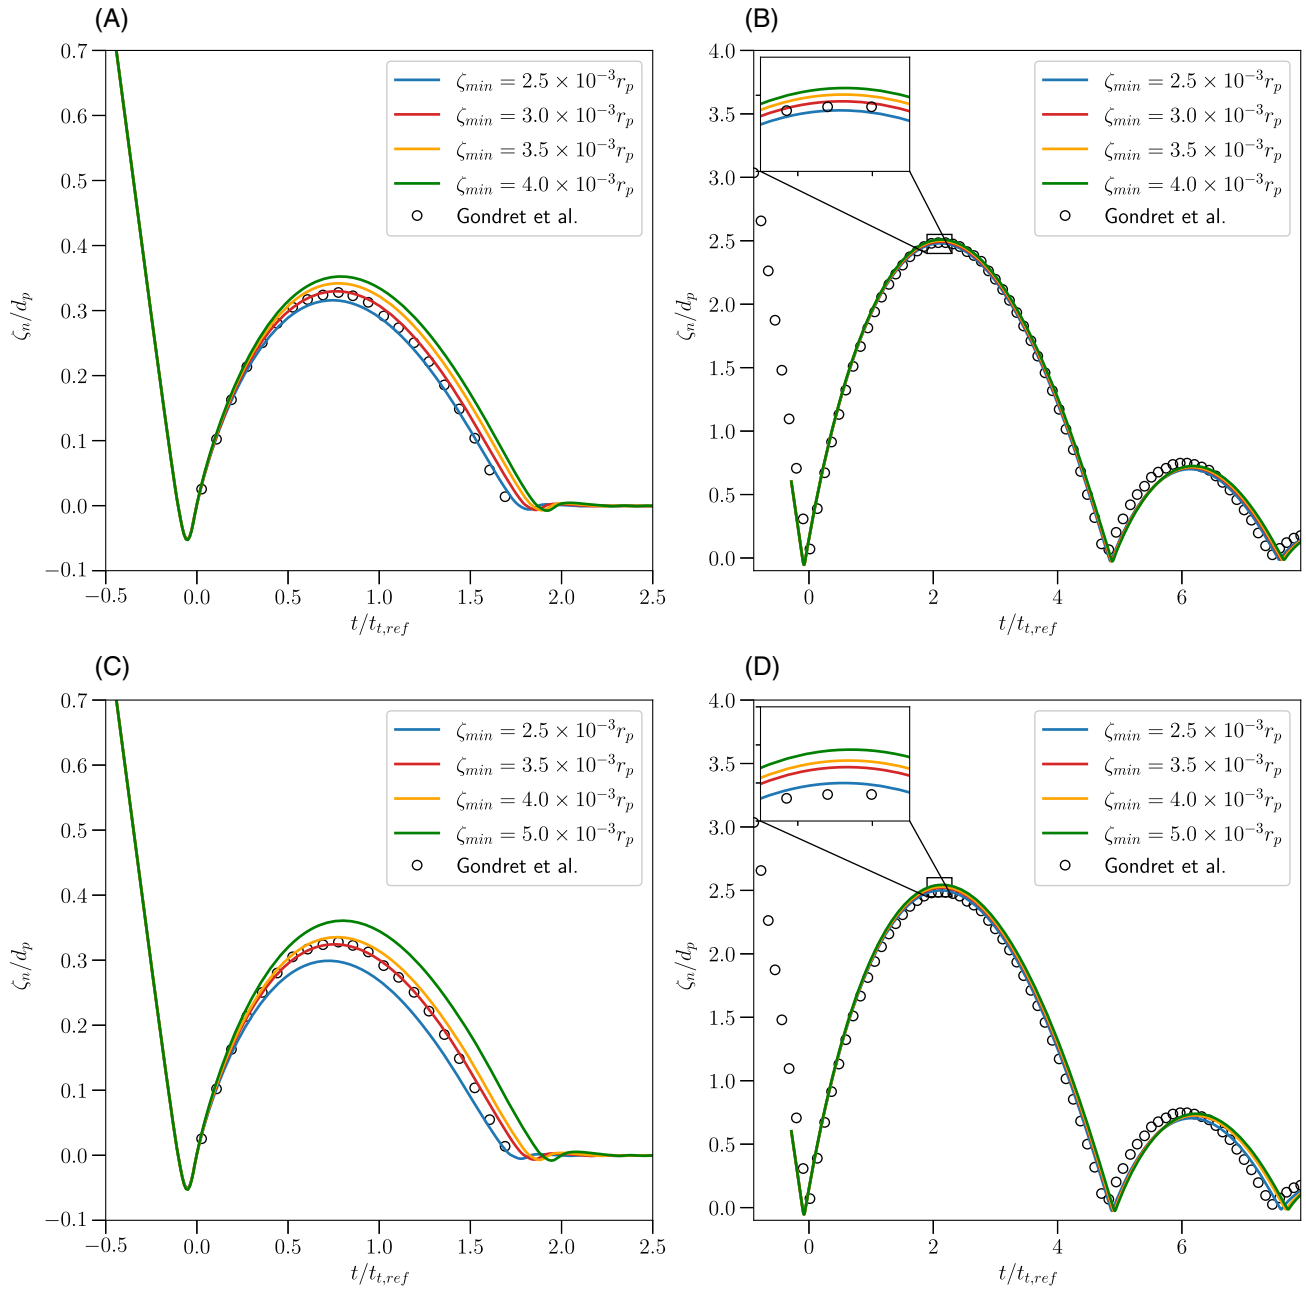 (A)
0.7
0.6
0.5
0.4
0.3
0.2
0.1
0.0
−0.1
ζn/dp
−0.5 0.0 0.5 1.0 1.5 2.0 2.5
t/tt,ref
ζmin = 2.5 × 10−3rp
ζmin = 3.0 × 10−3rp
ζmin = 3.5 × 10−3rp
ζmin = 4.0 × 10−3rp
Gondret et al.
(B)
4.0
3.5
3.0
2.5
2.0
1.5
1.0
0.5
0.0
ζn/dp
0 2 4 6
t/tt,ref
ζmin = 2.5 × 10−3rp
ζmin = 3.0 × 10−3rp
ζmin = 3.5 × 10−3rp
ζmin = 4.0 × 10−3rp
Gondret et al.
(C)
0.7
0.6
0.5
0.4
0.3
0.2
0.1
0.0
−0.1
ζn/dp
−0.5 0.0 0.5 1.0 1.5 2.0 2.5
t/tt,ref
ζmin = 2.5 × 10−3rp
ζmin = 3.5 × 10−3rp
ζmin = 4.0 × 10−3rp
ζmin = 5.0 × 10−3rp
Gondret et al.
(D)
4.0
3.5
3.0
2.5
2.0
1.5
1.0
0.5
0.0
ζn/dp
0 2 4 6
t/tt,ref
ζmin = 2.5 × 10−3rp
ζmin = 3.5 × 10−3rp
ζmin = 4.0 × 10−3rp
ζmin = 5.0 × 10−3rp
Gondret et al.